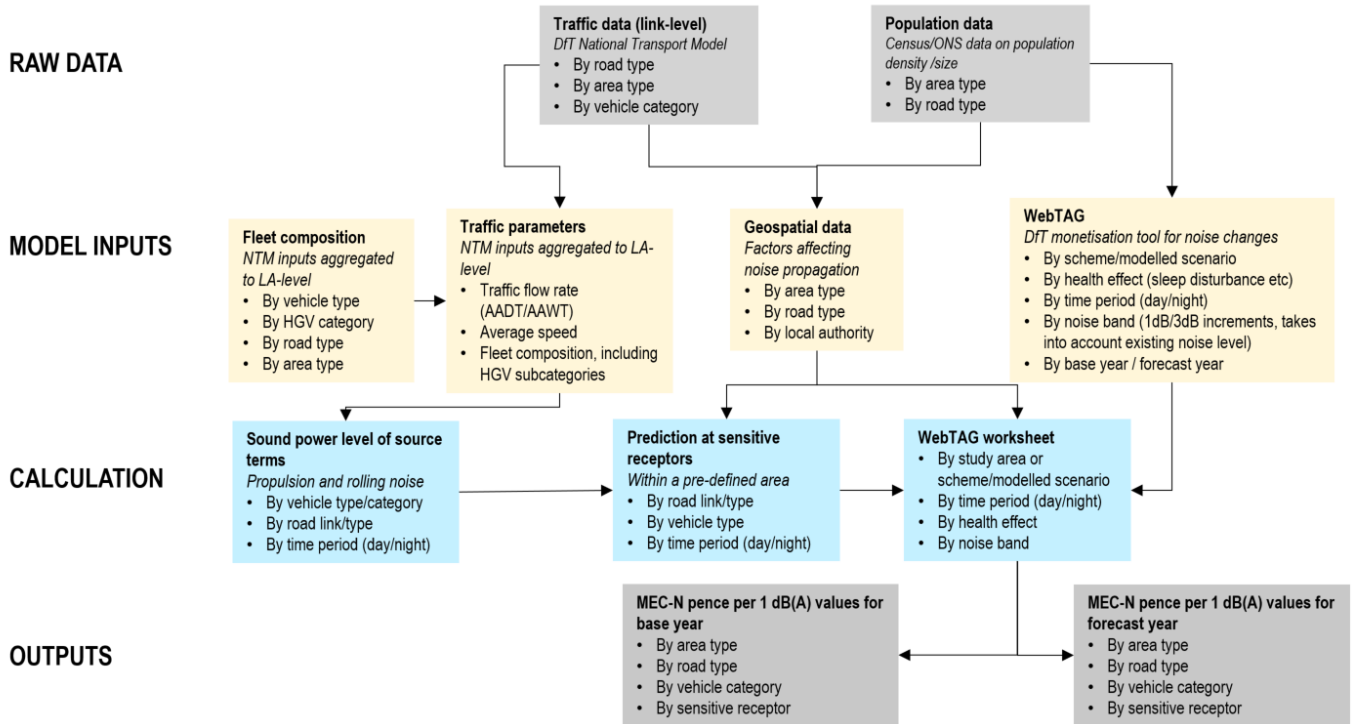 RAW DATA
Traffic data (link-level)
DfT National Transport Model
• By road type
• By area type
• By vehicle category
Population data
Census/ONS data on population
density /size
• By area type
• By road type
MODEL INPUTS
Fleet composition
NTM inputs aggregated
to LA-level
• By vehicle type
• By HGV category
• By road type
• By area type
Traffic parameters
NTM inputs aggregated to LA-
level
• Traffic flow rate
(AADT/AAWT)
• Average speed
• Fleet composition, including
HGV subcategories
Geospatial data
Factors affecting
noise propagation
• By area type
• By road type
• By local authority
WebTAG
DfT monetisation tool for noise changes
• By scheme/modelled scenario
• By health effect (sleep disturbance etc)
• By time period (day/night)
• By noise band (1dB/3dB increments, takes
into account existing noise level)
• By base year / forecast year
CALCULATION
Sound power level of source
terms
Propulsion and rolling noise
• By vehicle type/category
• By road link/type
• By time period (day/night)
Prediction at sensitive
receptors
Within a pre-defined area
• By road link/type
• By vehicle type
• By time period (day/night)
WebTAG worksheet
• By study area or
scheme/modelled scenario
• By time period (day/night)
• By health effect
• By noise band
OUTPUTS
MEC-N pence per 1 dB(A) values for
base year
• By area type
• By road type
• By vehicle category
• By sensitive receptor
MEC-N pence per 1 dB(A) values for
forecast year
• By area type
• By road type
• By vehicle category
• By sensitive receptor